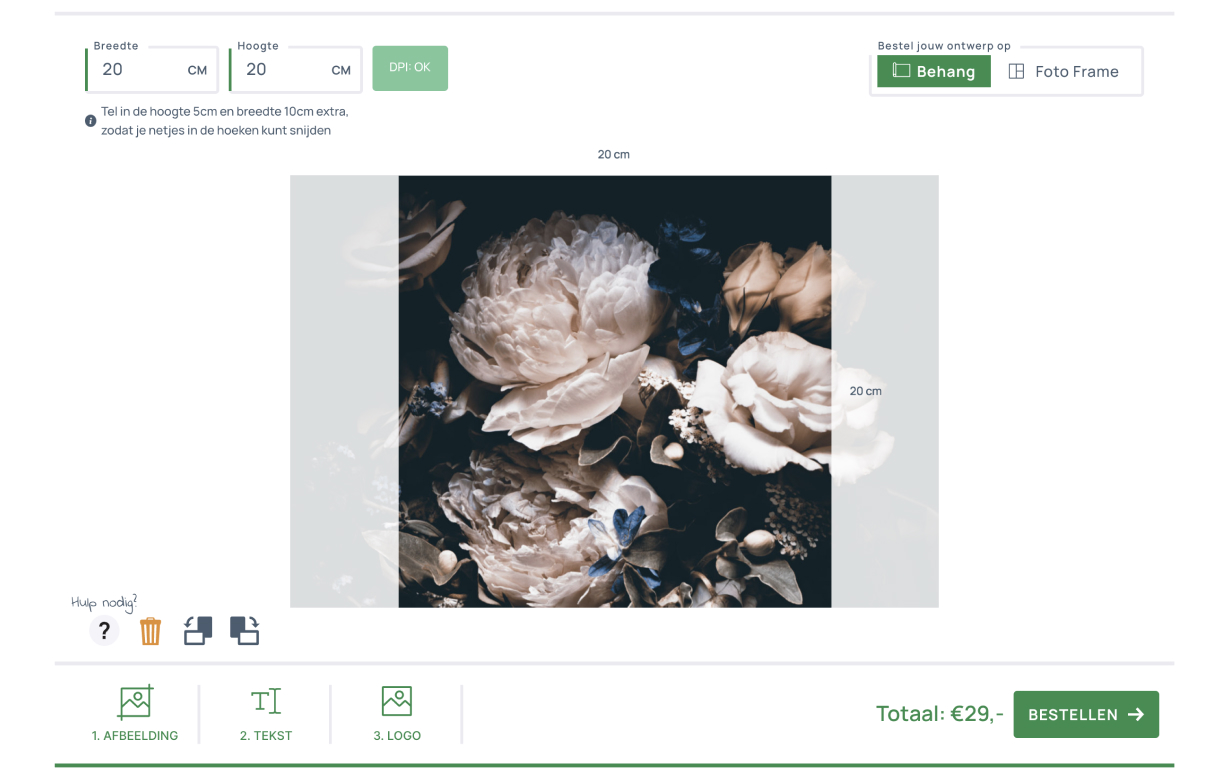 Breedte
20 CM
Hoogte
20 CM
DPI: OK
Bestel jouw ontwerp op
Behang
Foto Frame
Tel in de hoogte 5cm en breedte 10cm extra,
zodat je netjes in de hoeken kunt snijden
20 cm
20 cm
Hulp nodig?
?
1. AFBEELDING
2. TEKST
3. LOGO
Totaal: €29,-
BESTELLEN →